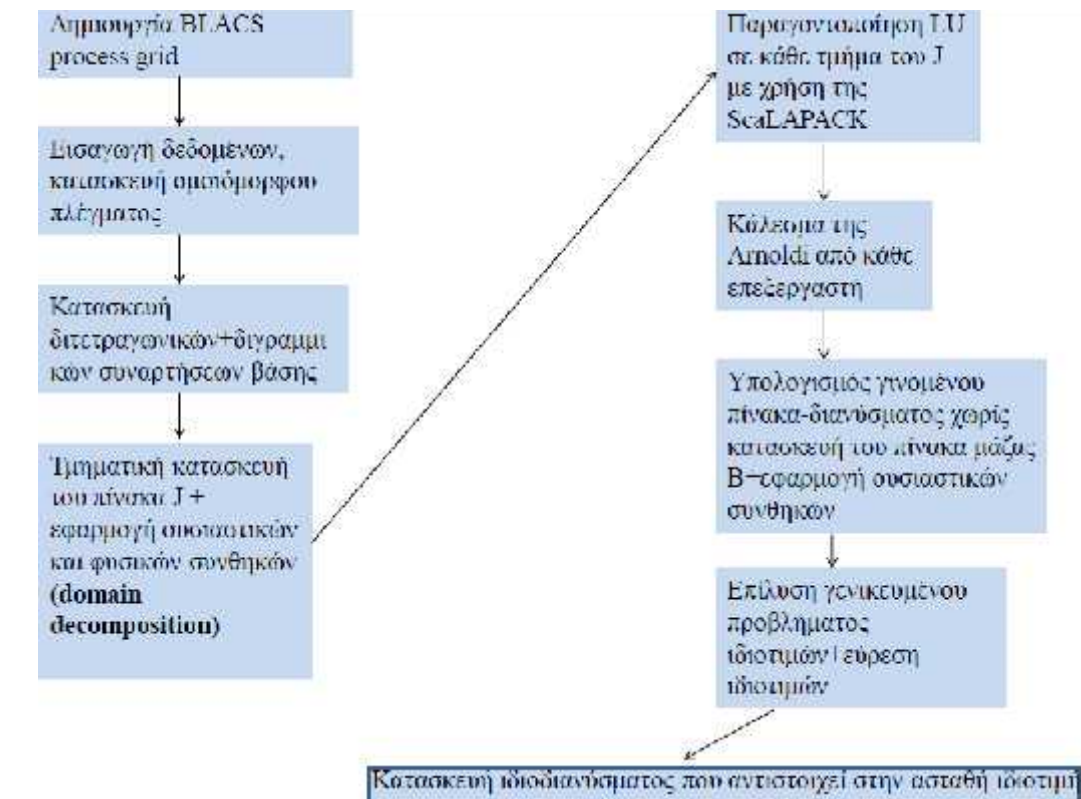 Δημιουργία BLACS
process grid
Εισαγωγή δεδομένων,
κατασκευή ομοιόμορφου
πλέγματος
Κατασκευή
διτετραγωνικών+διγραμμι
κών συναρτήσεων βάσης
Τμηματική κατασκευή
του πίνακα J +
εφαρμογή ουσιαστικών
και φυσικών συνθηκών
(domain
decomposition)
Παραγοντοποίηση LU
σε κάθε τμήμα του J
με χρήση της
ScaLAPACK
Κάλεσμα της
Arnoldi από κάθε
επεξεργαστή
Υπολογισμός γινομένου
πίνακα-διανύσματος χωρίς
κατασκευή του πίνακα μάζας
B+εφαρμογή ουσιαστικών
συνθηκών
Επίλυση γενικευμένου
προβλήματος
ιδιοτιμών+εύρεση
ιδιοτιμών
Κατασκευή ιδιοδιανύσματος που αντιστοιχεί στην ασταθή ιδιοτιμή